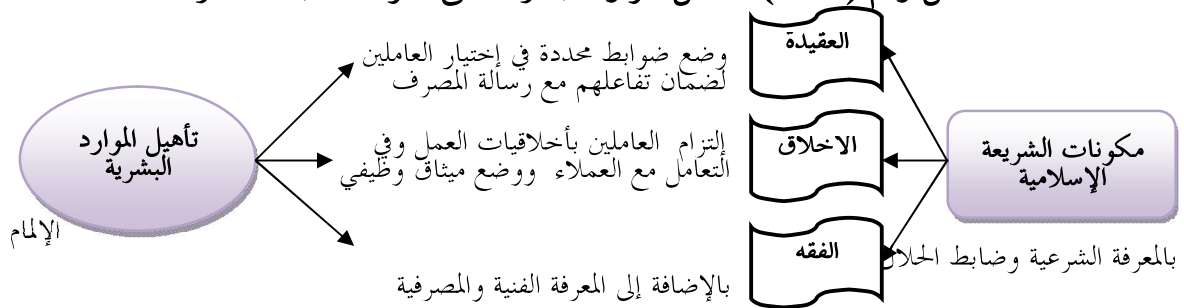 وضع ضوابط محددة في إختيار العاملين
لضمان تفاعلهم مع رسالة المصرف
العقيدة
تأهيل الموارد
البشرية
إلتزام العاملين بأخلاقيات العمل وفي
التعامل مع العملاء ووضع ميثاق وظيفي
الاخلاق
مكونات الشريعة
الإسلامية
الإلمام
بالمعرفة الشرعية وضابط الحلال
الفقه
بالإضافة إلى المعرفة الفنية والمصرفية